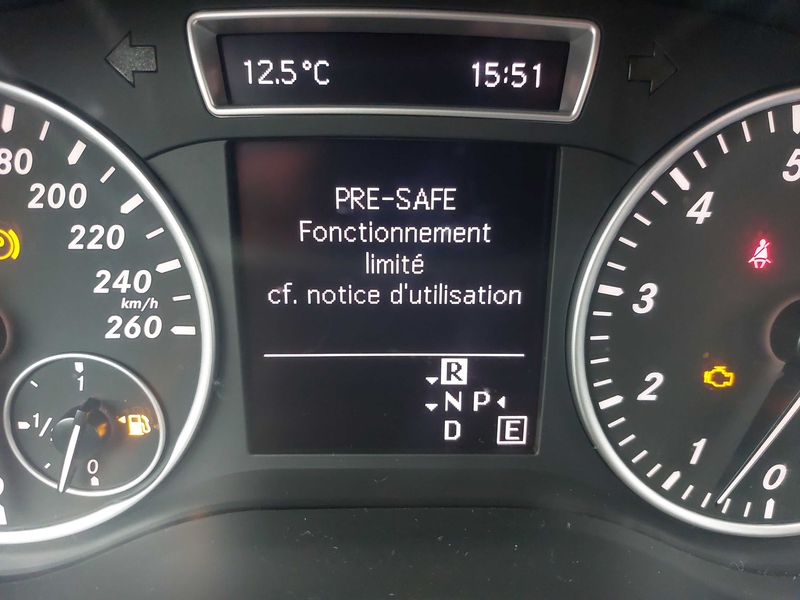 12.5°C 15:51
PRE-SAFE
Fonctionnement
limité
cf. notice d'utilisation
R
N P
D E
80
200
220
240
km/h
260
1
1/
0
5
4
3
2
1
0